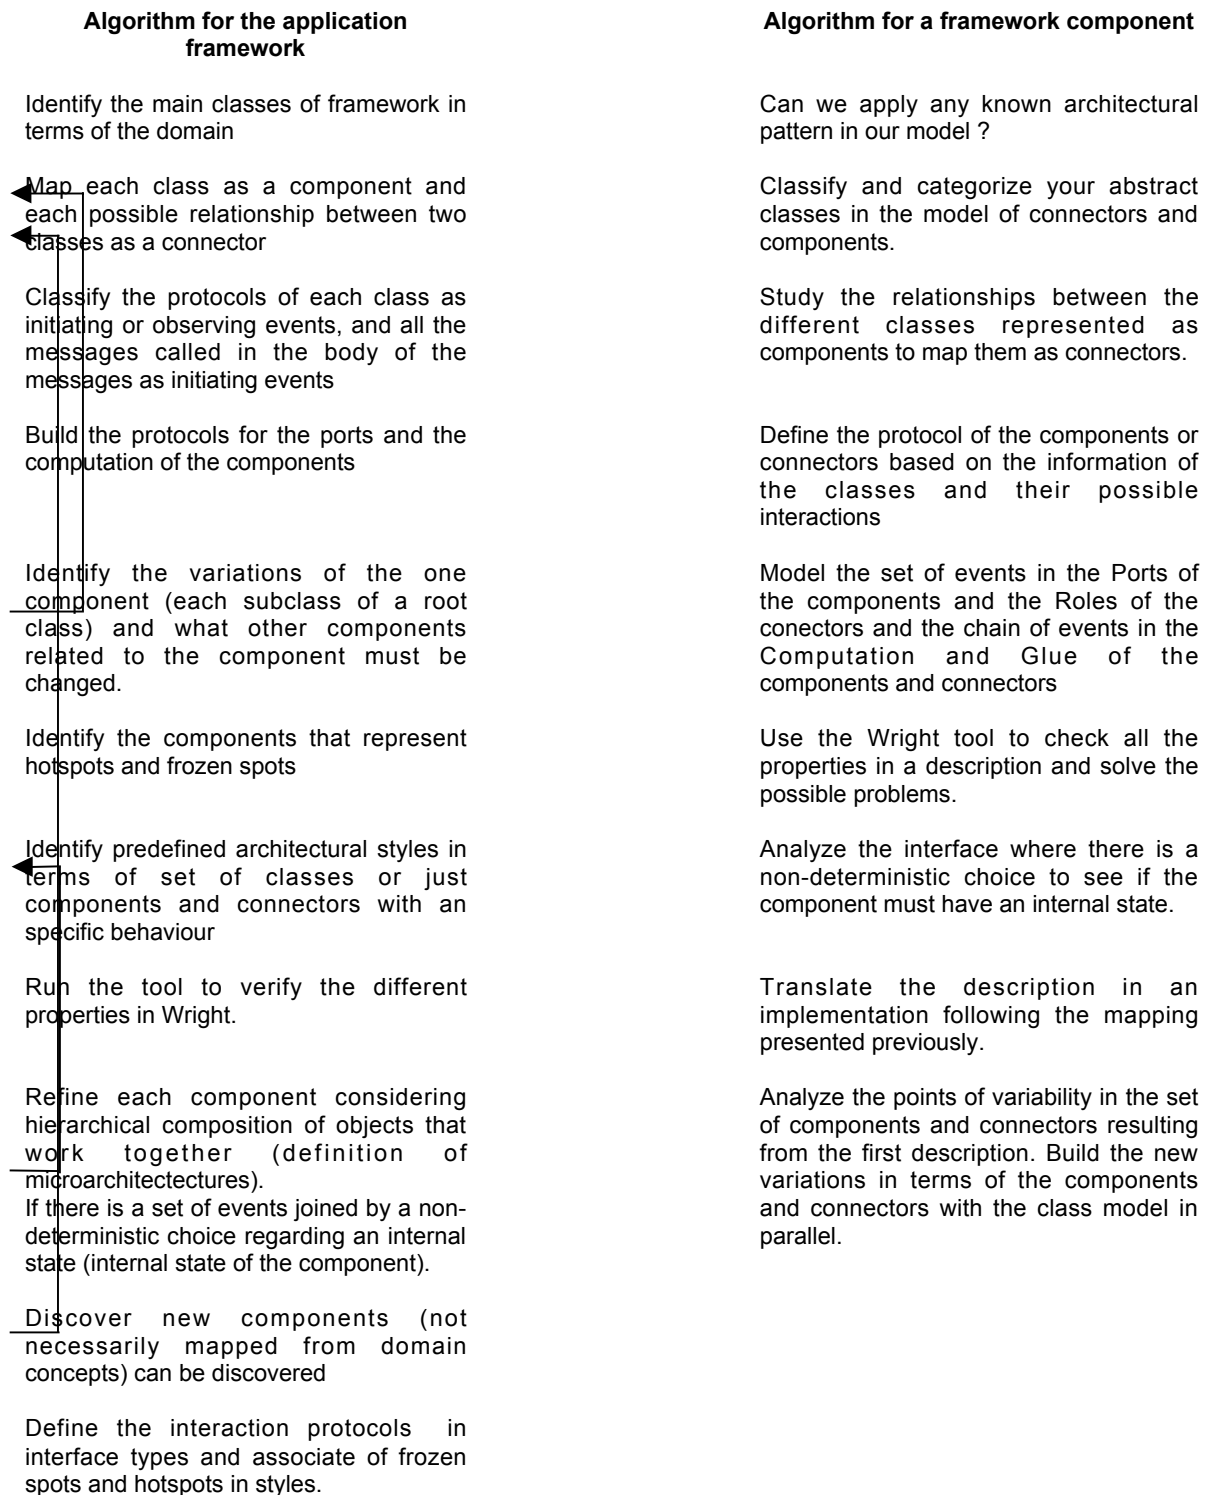 Algorithm for the application
framework
Identify the main classes of framework in
terms of the domain
Map each class as a component and
each possible relationship between two
classes as a connector
Classify the protocols of each class as
initiating or observing events, and all the
messages called in the body of the
messages as initiating events
Build the protocols for the ports and the
computation of the components
Identify the variations of the one
component (each subclass of a root
class) and what other components
related to the component must be
changed.
Identify the components that represent
hotspots and frozen spots
Identify predefined architectural styles in
terms of set of classes or just
components and connectors with an
specific behaviour
Run the tool to verify the different
properties in Wright.
Refine each component considering
hierarchical composition of objects that
work together (definition of
microarchitectectures).
If there is a set of events joined by a non-
deterministic choice regarding an internal
state (internal state of the component).
Discover new components (not
necessarily mapped from domain
concepts) can be discovered
Define the interaction protocols in
interface types and associate of frozen
spots and hotspots in styles.
Algorithm for a framework component
Can we apply any known architectural
pattern in our model ?
Classify and categorize your abstract
classes in the model of connectors and
components.
Study the relationships between the
different classes represented as
components to map them as connectors.
Define the protocol of the components or
connectors based on the information of
the classes and their possible
interactions
Model the set of events in the Ports of
the components and the Roles of the
conectors and the chain of events in the
Computation and Glue of the
components and connectors
Use the Wright tool to check all the
properties in a description and solve the
possible problems.
Analyze the interface where there is a
non-deterministic choice to see if the
component must have an internal state.
Translate the description in an
implementation following the mapping
presented previously.
Analyze the points of variability in the set
of components and connectors resulting
from the first description. Build the new
variations in terms of the components
and connectors with the class model in
parallel.